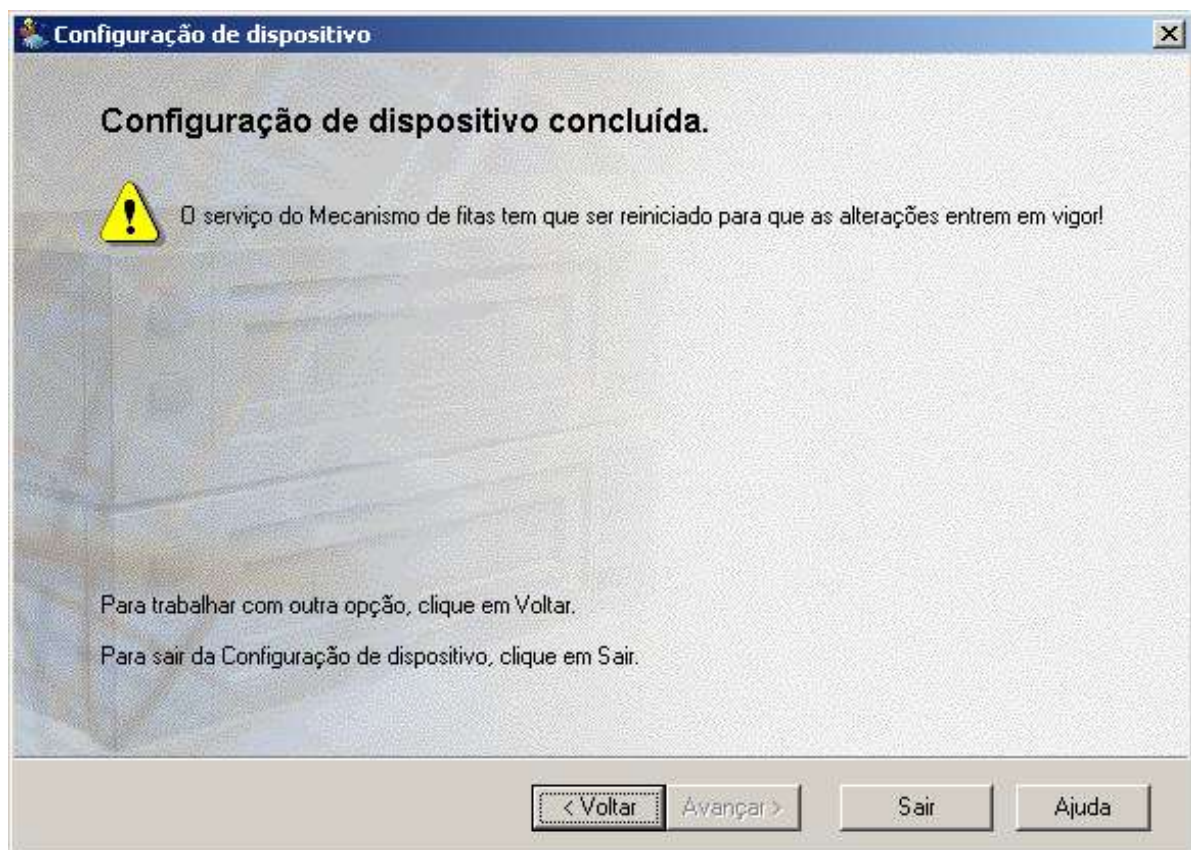 Configuração de dispositivo
Configuração de dispositivo concluída.
O serviço do Mecanismo de fitas tem que ser reiniciado para que as alterações entrem em vigor!
Para trabalhar com outra opção, clique em Voltar.
Para sair da Configuração de dispositivo, clique em Sair.
< Voltar Avançar > Sair Ajuda